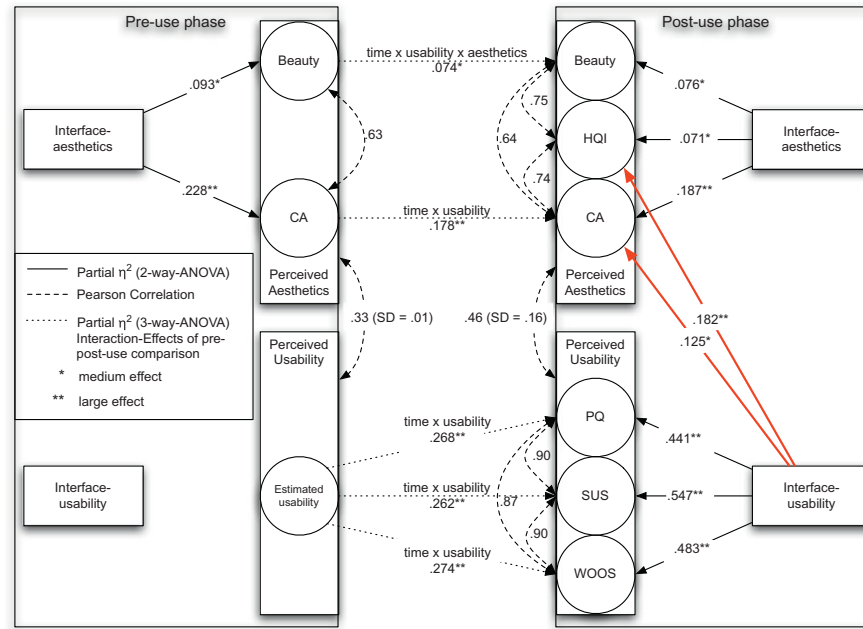 Pre-use phase
Post-use phase
Beauty
time x usability x aesthetics
.074*
Beauty
.093*
.076*
.75
Interface-
aesthetics
.63
.64
HQI
.071*
Interface-
aesthetics
.228**
.74
.187**
CA
time x usability
.178**
CA
Partial η² (2-way-ANOVA)
Pearson Correlation
Partial η² (3-way-ANOVA)
Interaction-Effects of pre-
post-use comparison
* medium effect
** large effect
Perceived
Aesthetics
Perceived
Aesthetics
.33 (SD = .01)
.46 (SD = .16)
.182**
.125*
Perceived
Usability
Perceived
Usability
PQ
time x usability
.268**
.441**
.90
Interface-
usability
Estimated
usability
time x usability
.262**
.87
SUS
.547**
Interface-
usability
.90
.483**
time x usability
.274**
WOOS